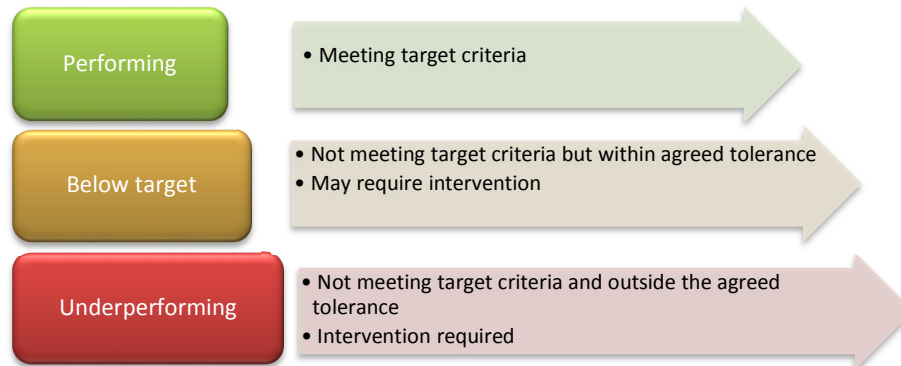 Performing
• Meeting target criteria
Below target
• Not meeting target criteria but within agreed tolerance
• May require intervention
Underperforming
• Not meeting target criteria and outside the agreed
tolerance
• Intervention required